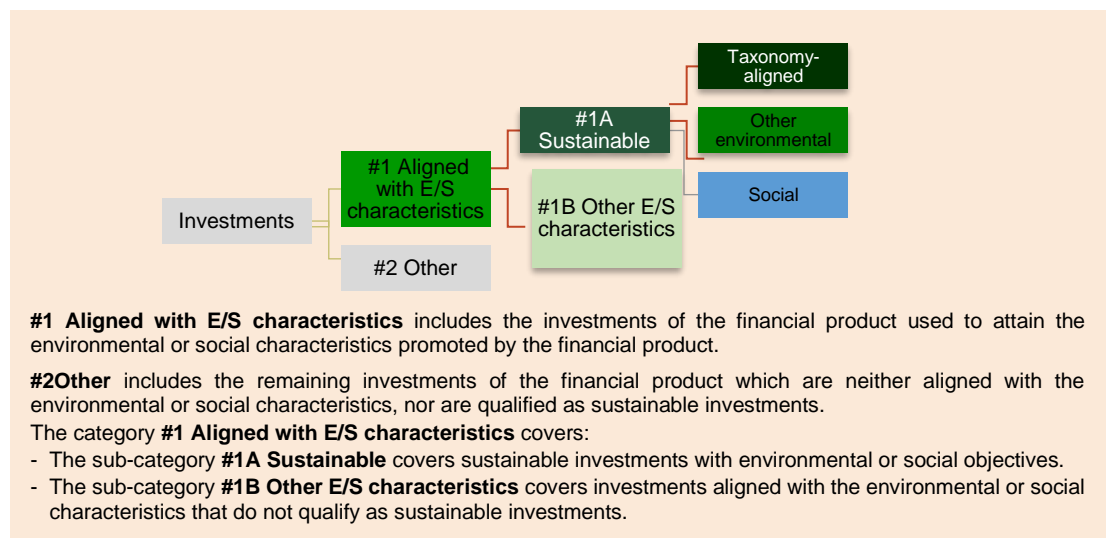 Taxonomy-
aligned
#1A
Sustainable
Other
environmental
#1 Aligned
with E/S
characteristics
Social
#1B Other E/S
characteristics
Investments
#2 Other
#1 Aligned with E/S characteristics includes the investments of the financial product used to attain the
environmental or social characteristics promoted by the financial product.
#2Other includes the remaining investments of the financial product which are neither aligned with the
environmental or social characteristics, nor are qualified as sustainable investments.
The category #1 Aligned with E/S characteristics covers:
- The sub-category #1A Sustainable covers sustainable investments with environmental or social objectives.
- The sub-category #1B Other E/S characteristics covers investments aligned with the environmental or social
characteristics that do not qualify as sustainable investments.